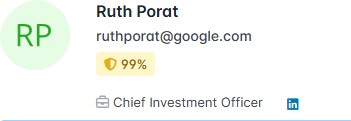 RP
Ruth Porat
ruthporat@google.com
99%
Chief Investment Officer
in